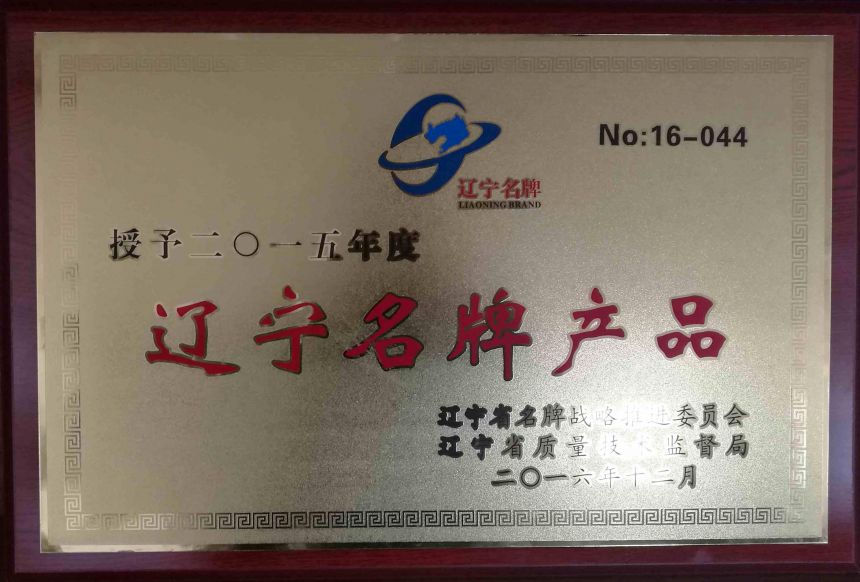 No:16-044
辽宁名牌
LIAONING BRAND
授予二〇一五年度
辽宁名牌产品
辽宁省名牌战略推进委员会
辽宁省质量技术监督局
二〇一六年十二月